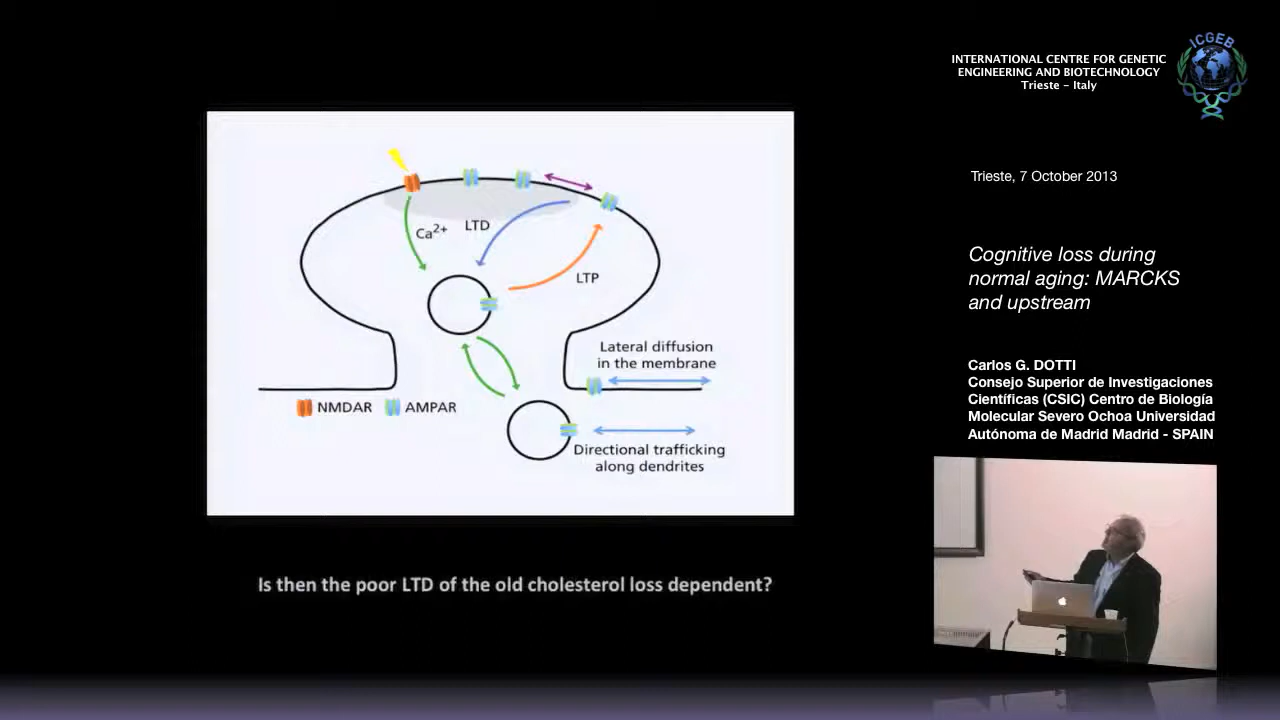 INTERNATIONAL CENTRE FOR GENETIC
ENGINEERING AND BIOTECHNOLOGY
Trieste – Italy
ICGEB
Trieste, 7 October 2013
Cognitive loss during
normal aging: MARCKS
and upstream
Carlos G. DOTTI
Consejo Superior de Investigaciones
Científicas (CSIC) Centro de Biología
Molecular Severo Ochoa Universidad
Autónoma de Madrid Madrid - SPAIN
Ca2+
LTD
LTP
Lateral diffusion
in the membrane
NMDAR
AMPAR
Directional trafficking
along dendrites
Is then the poor LTD of the old cholesterol loss dependent?